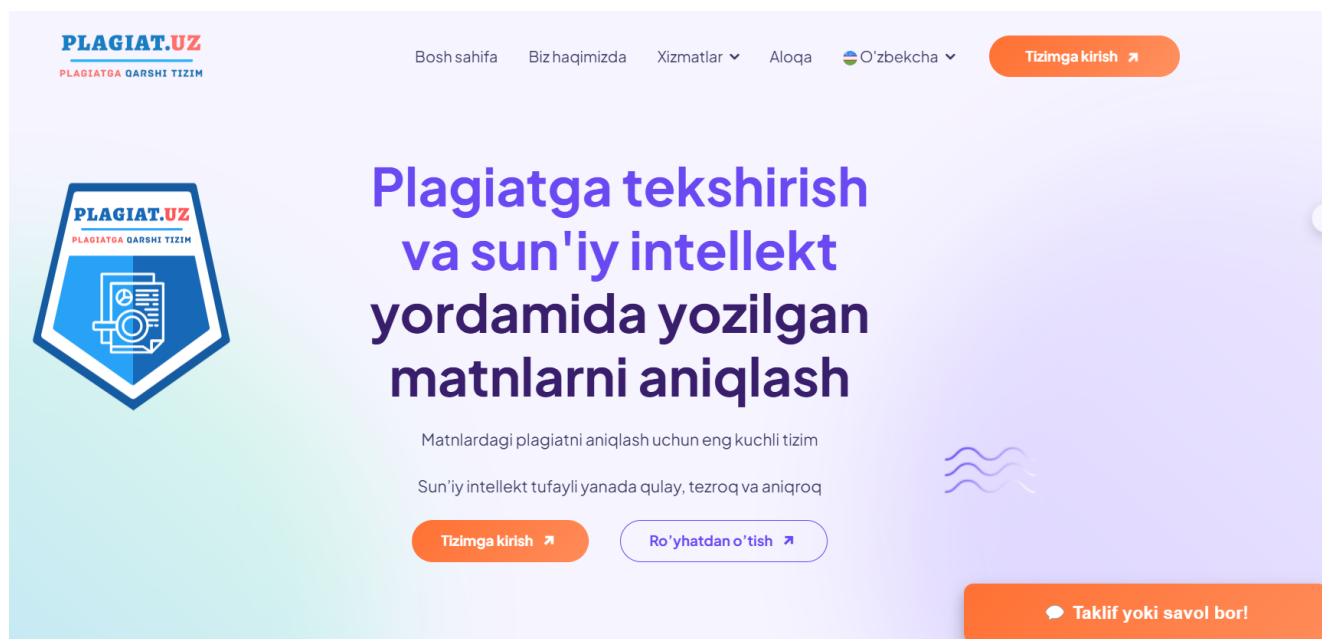 PLAGIAT.UZ
PLAGIATGA QARSHI TIZIM
Bosh sahifa Biz haqimizda Xizmatlar Aloqa O'zbekcha Tizimga kirish
PLAGIAT.UZ
PLAGIATGA QARSHI TIZIM
Plagiatga tekshirish
va sun'iy intellekt
yordamida yozilgan
matnlarni aniqlash
Matnlardagi plagiatni aniqlash uchun eng kuchli tizim
Sun’iy intellekt tufayli yanada qulay, tezroq va aniqroq
Tizimga kirish Ro’yhatdan o’tish
Taklif yoki savol bor!